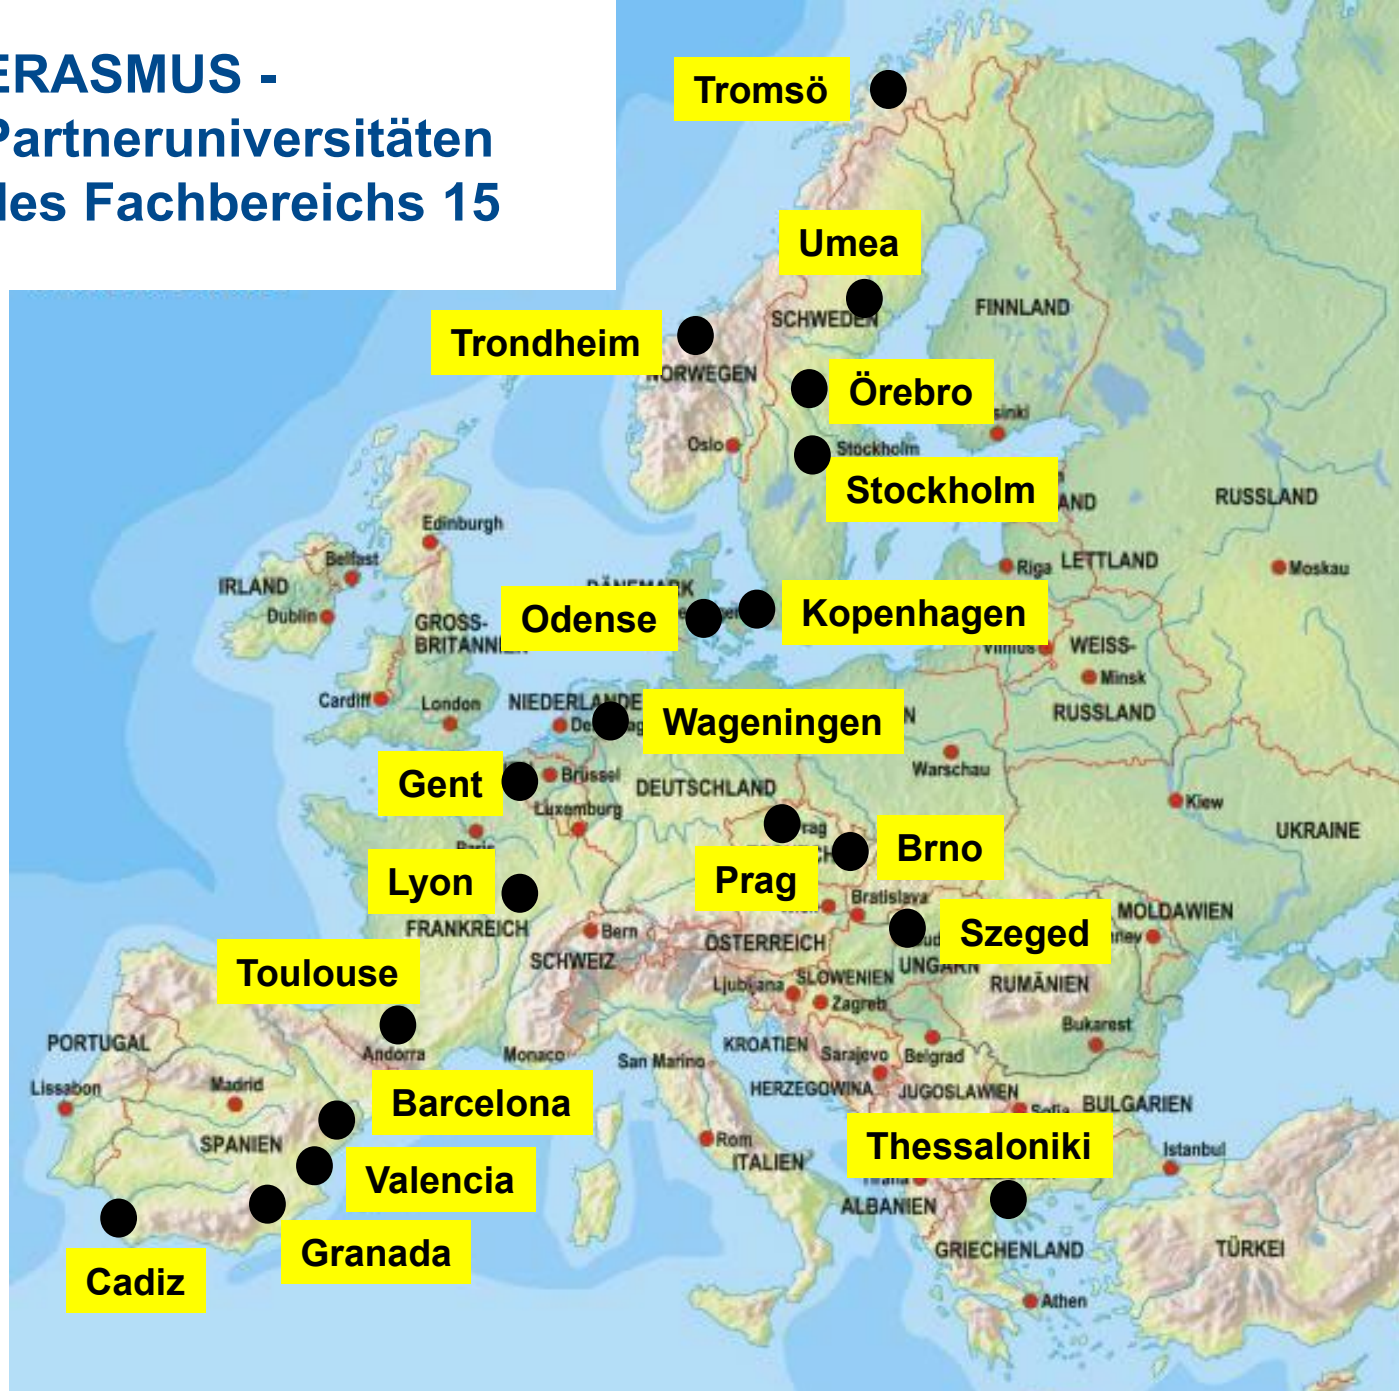 ERASMUS -
Partneruniversitäten
des Fachbereichs 15
Tromsö
Umea
SCHWEDEN
FINNLAND
Trondheim
NORWEGEN
Örebro
Oslo
Stockholm
Stockholm
RUSSLAND
Edinburgh
Belfast
IRLAND
Dublin
GROSS-
Riga
LETTLAND
Moskau
Odense
Kopenhagen
WEISS-
RUSSLAND
Minsk
Cardiff
London
Wageningen
Warschau
Gent
Brüssel
DEUTSCHLAND
Luxemburg
Kiew
UKRAINE
Prag
Brno
Lyon
FRANKREICH
Bern
SCHWEIZ
ÖSTERREICH
Bratislava
Szeged
UNGARN
MOLDAWIEN
Toulouse
Ljubljana
SLOWENIEN
Zagreb
RUMÄNIEN
Bukarest
PORTUGAL
Lissabon
Madrid
SPANIEN
Andorra
Monaco
San Marino
KROATIEN
Sarajevo
Belgrad
HERZEGOWINA
JUGOSLAWIEN
BULGARIEN
Barcelona
Valencia
Granada
Cadiz
Rom
ITALIEN
Thessaloniki
Istanbul
ALBANIEN
GRIECHENLAND
TÜRKEI
Athen